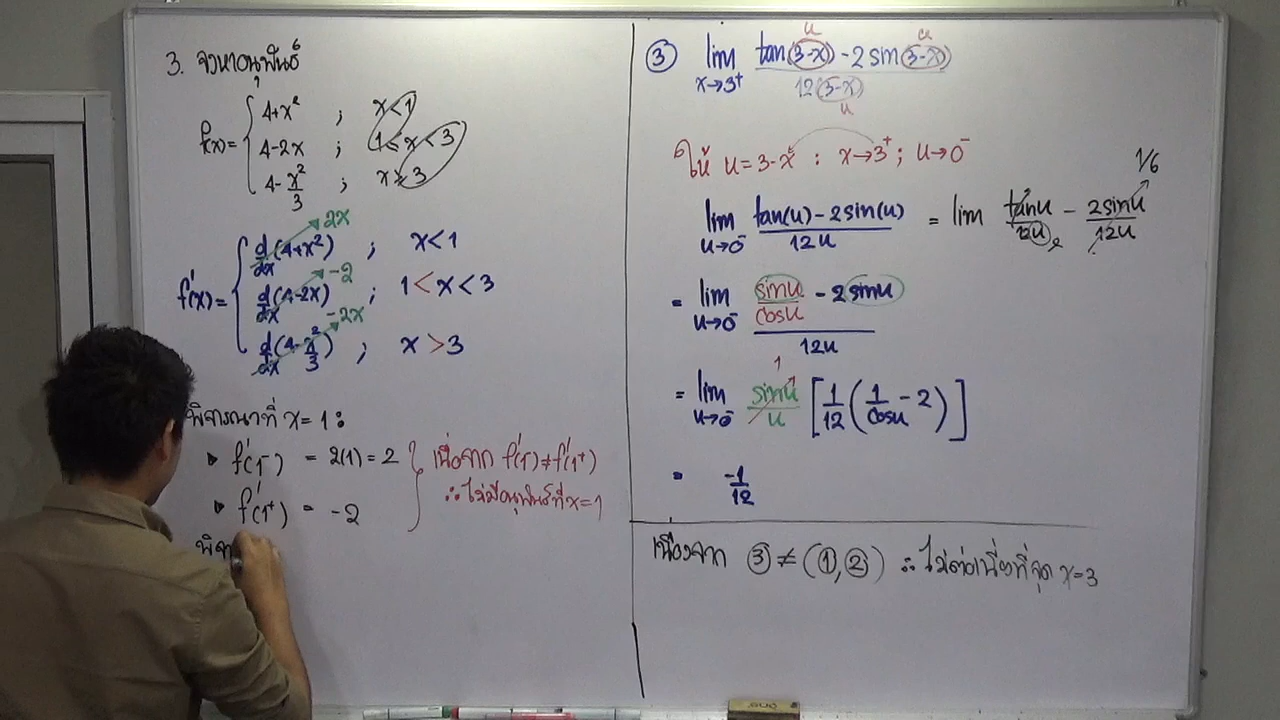 3. จงหาอนุพันธ์
f(x) = { 4+x² ; x<1
4-2x ; 1≤x<3
4-x²/3 ; x≥3
f'(x) = { d/dx(4+x²) → 2x ; x<1
d/dx(4-2x) → -2 ; 1<x<3
d/dx(4-x²/3) → -2x ; x>3
พิจารณาที่ x=1:
f'(1⁻) = 2(1) = 2
f'(1⁺) = -2
} เนื่องจาก f'(1⁻)≠f'(1⁺)
∴ ไม่มีอนุพันธ์ที่ x=1
พิจ
③ lim x→3⁺ (tan(3-x) - 2 sin(3-x)) / 12(3-x)
u u u
ให้ u = 3-x : x→3⁺ ; u→0⁻
lim u→0⁻ (tan(u) - 2sin(u)) / 12u = lim tanu/12u - 2sinu/12u
1/6
= lim u→0⁻ (sinu/cosu - 2sinu) / 12u
= lim u→0⁻ sinu/u → 1 [1/12 (1/cosu - 2)]
= -1/12
เนื่องจาก ③ ≠ (①,②) ∴ ไม่ต่อเนื่องที่จุด x=3